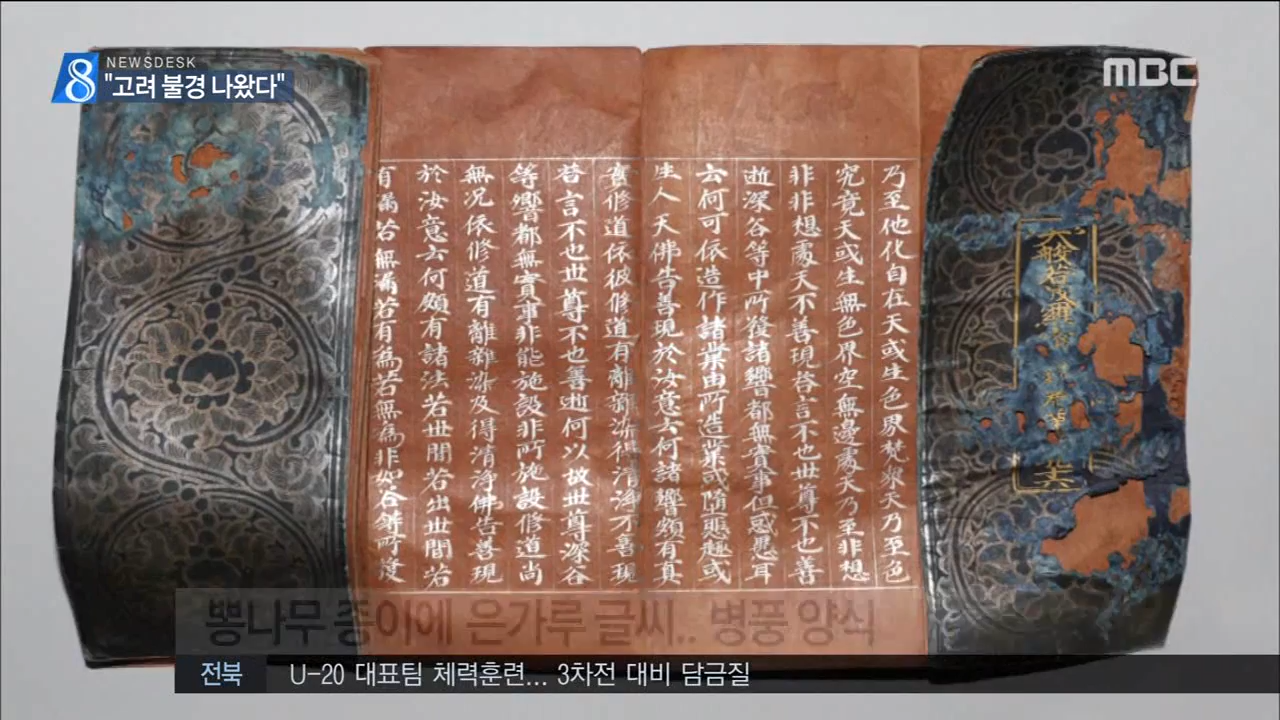 NEWSDESK
8 "고려 불경 나왔다"
MBC
大般若波
乃至他化自在天或生色界梵衆天乃至色
究竟天或生無色界空無邊處天乃至非想
非非想處天不善現答言不也世尊不也善
逝深谷等中所發諸響都無實事但惑愚耳
云何可依造作諸業由所造業或墮惡趣或
生人天佛告善現於汝意云何諸響頗有真
實修道依彼修道有離雜染得清淨不善現
答言不也世尊不也善逝何以故世尊深谷
等響都無實事非能施設非所施設修道尚
無況依修道有離雜染及得清淨佛告善現
於汝意云何頗有諸法若世間若出世間若
有漏若無漏若有為若無為非如谷響所發
뽕나무 종이에 은가루 글씨.. 병풍 양식
전북 U-20 대표팀 체력훈련... 3차전 대비 담금질